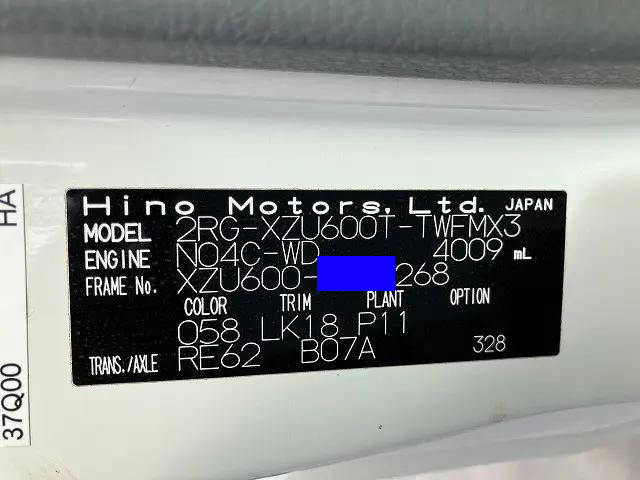 Hino Motors, Ltd. JAPAN
MODEL 2RG-XZU600T-TWFMX3
ENGINE N04C-WD 4009 mL
FRAME No. XZU600- 268
COLOR TRIM PLANT OPTION
058 LK18 P11
TRANS./AXLE RE62 B07A 328
HA
37Q00